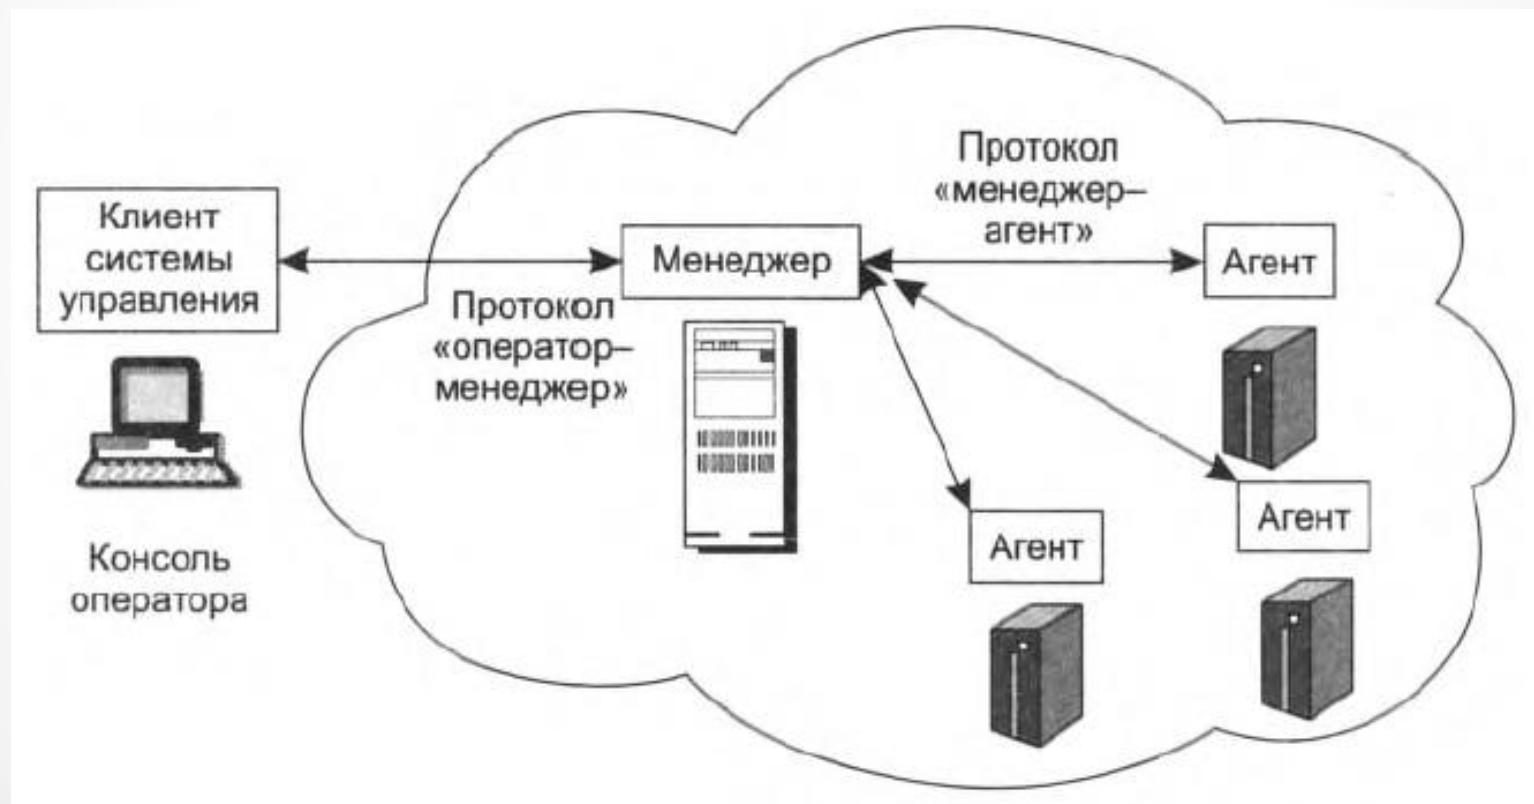 Клиент
системы
управления
Консоль
оператора
Протокол
«оператор–
менеджер»
Менеджер
Протокол
«менеджер–
агент»
Агент
Агент
Агент